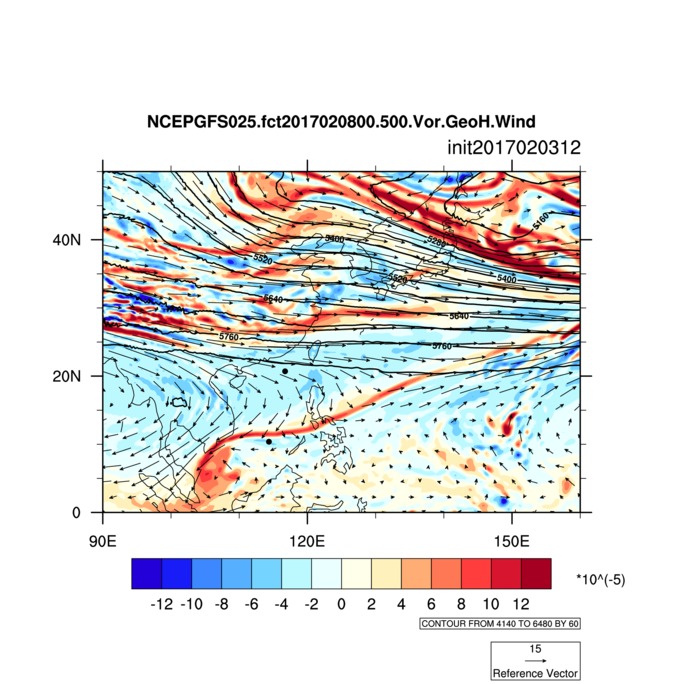 NCEPGFS025.fct2017020800.500.Vor.GeoH.Wind
init2017020312
40N
20N
0
90E 120E 150E
5160
5280
5400
5400
5520
5520
5640
5640
5760
5760
-12 -10 -8 -6 -4 -2 0 2 4 6 8 10 12
*10^(-5)
CONTOUR FROM 4140 TO 6480 BY 60
15
Reference Vector